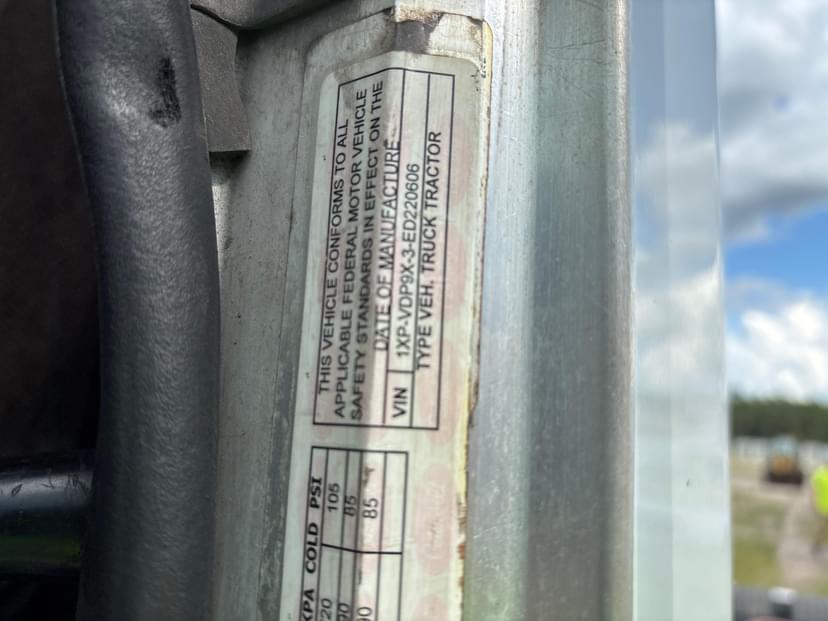 THIS VEHICLE CONFORMS TO ALL
APPLICABLE FEDERAL MOTOR VEHICLE
SAFETY STANDARDS IN EFFECT ON THE
DATE OF MANUFACTURE
VIN 1XP-VDP9X-3-ED220606
TYPE VEH. TRUCK TRACTOR
KPA COLD PSI
105
85
85